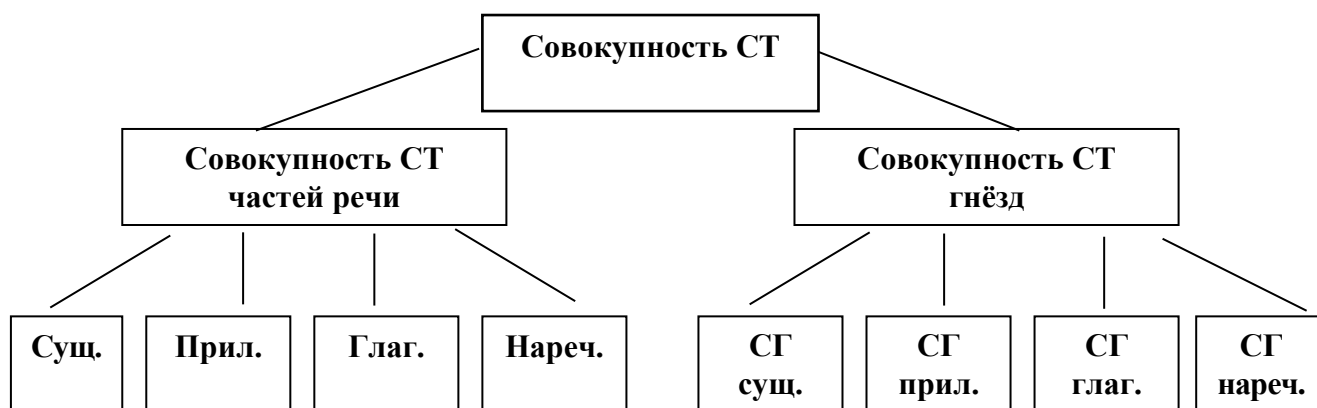 Совокупность СТ
Совокупность СТ
частей речи
Совокупность СТ
гнёзд
Сущ.
Прил.
Глаг.
Нареч.
СГ
сущ.
СГ
прил.
СГ
глаг.
СГ
нареч.